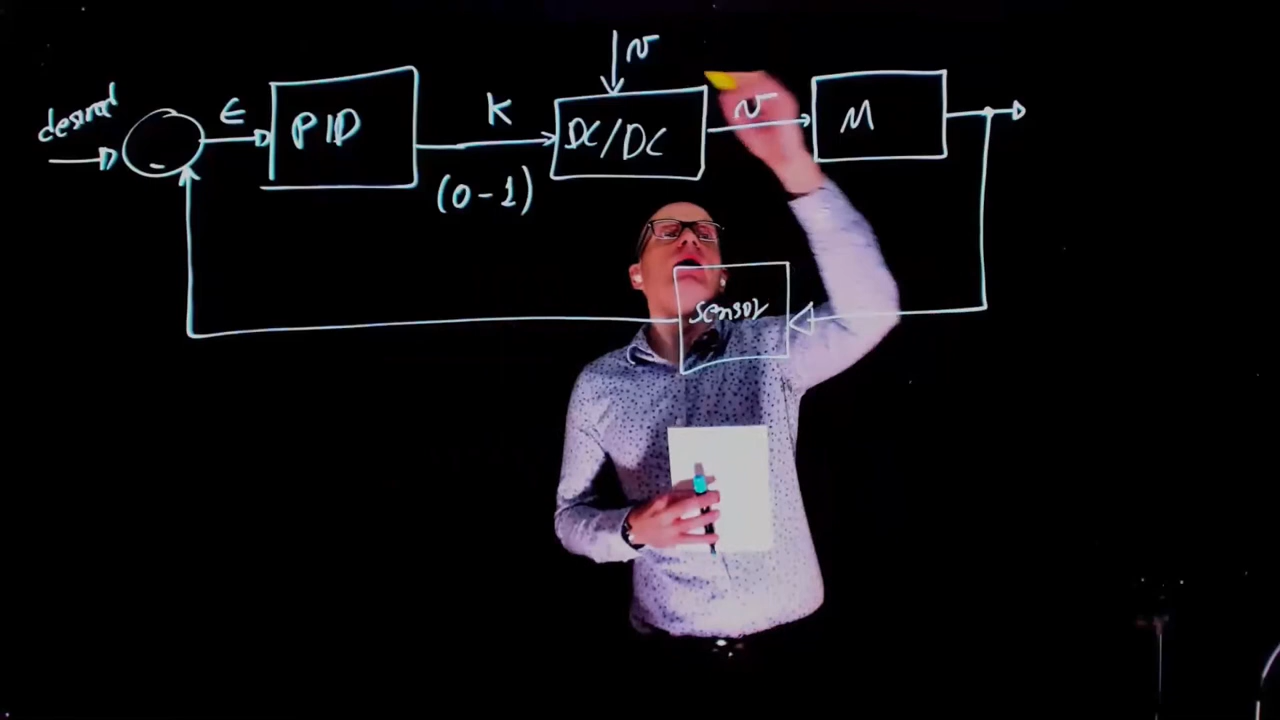 desired
-
ϵ
PID
K
(0-1)
v
DC/DC
v
M
sensor